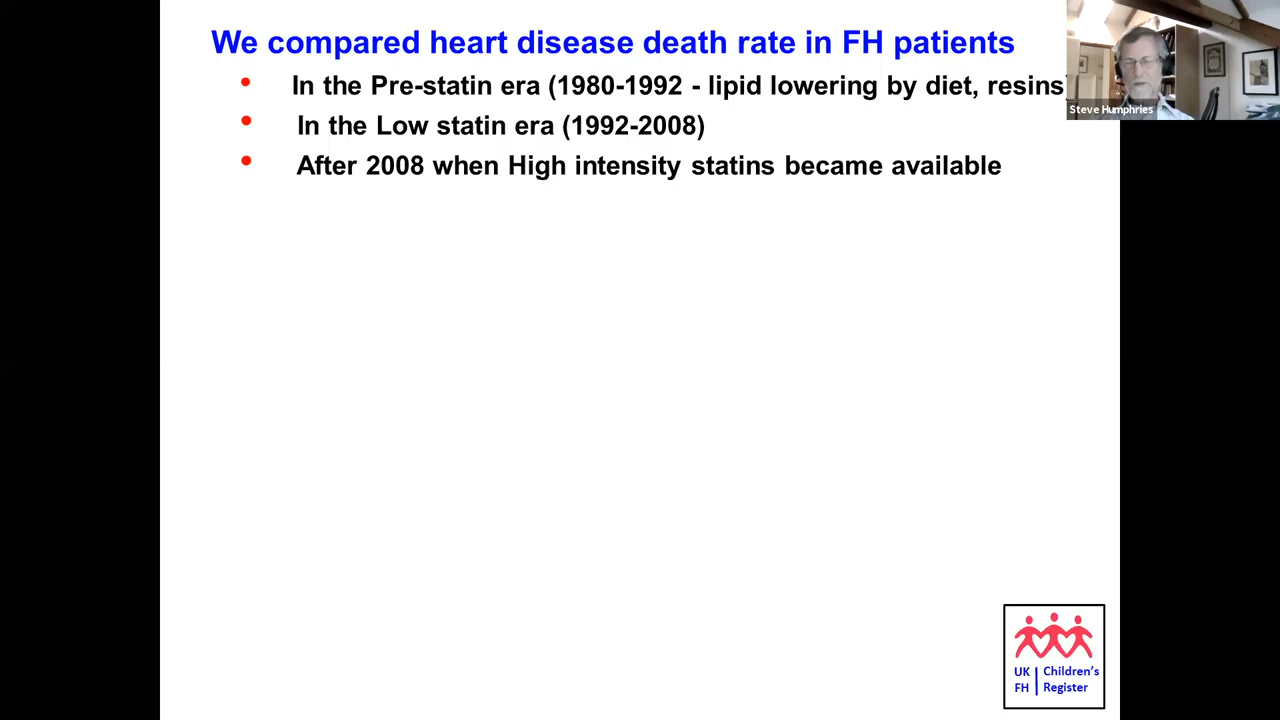 We compared heart disease death rate in FH patients
• In the Pre-statin era (1980-1992 - lipid lowering by diet, resins)
• In the Low statin era (1992-2008)
• After 2008 when High intensity statins became available
Steve Humphries
UK FH
Children's Register